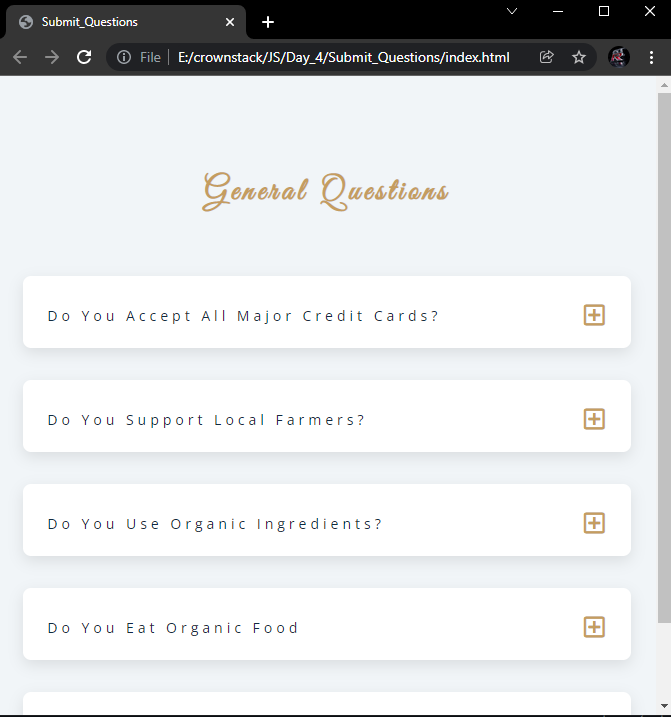 Submit_Questions
File
E:/crownstack/JS/Day_4/Submit_Questions/index.html
General Questions
Do You Accept All Major Credit Cards?
Do You Support Local Farmers?
Do You Use Organic Ingredients?
Do You Eat Organic Food